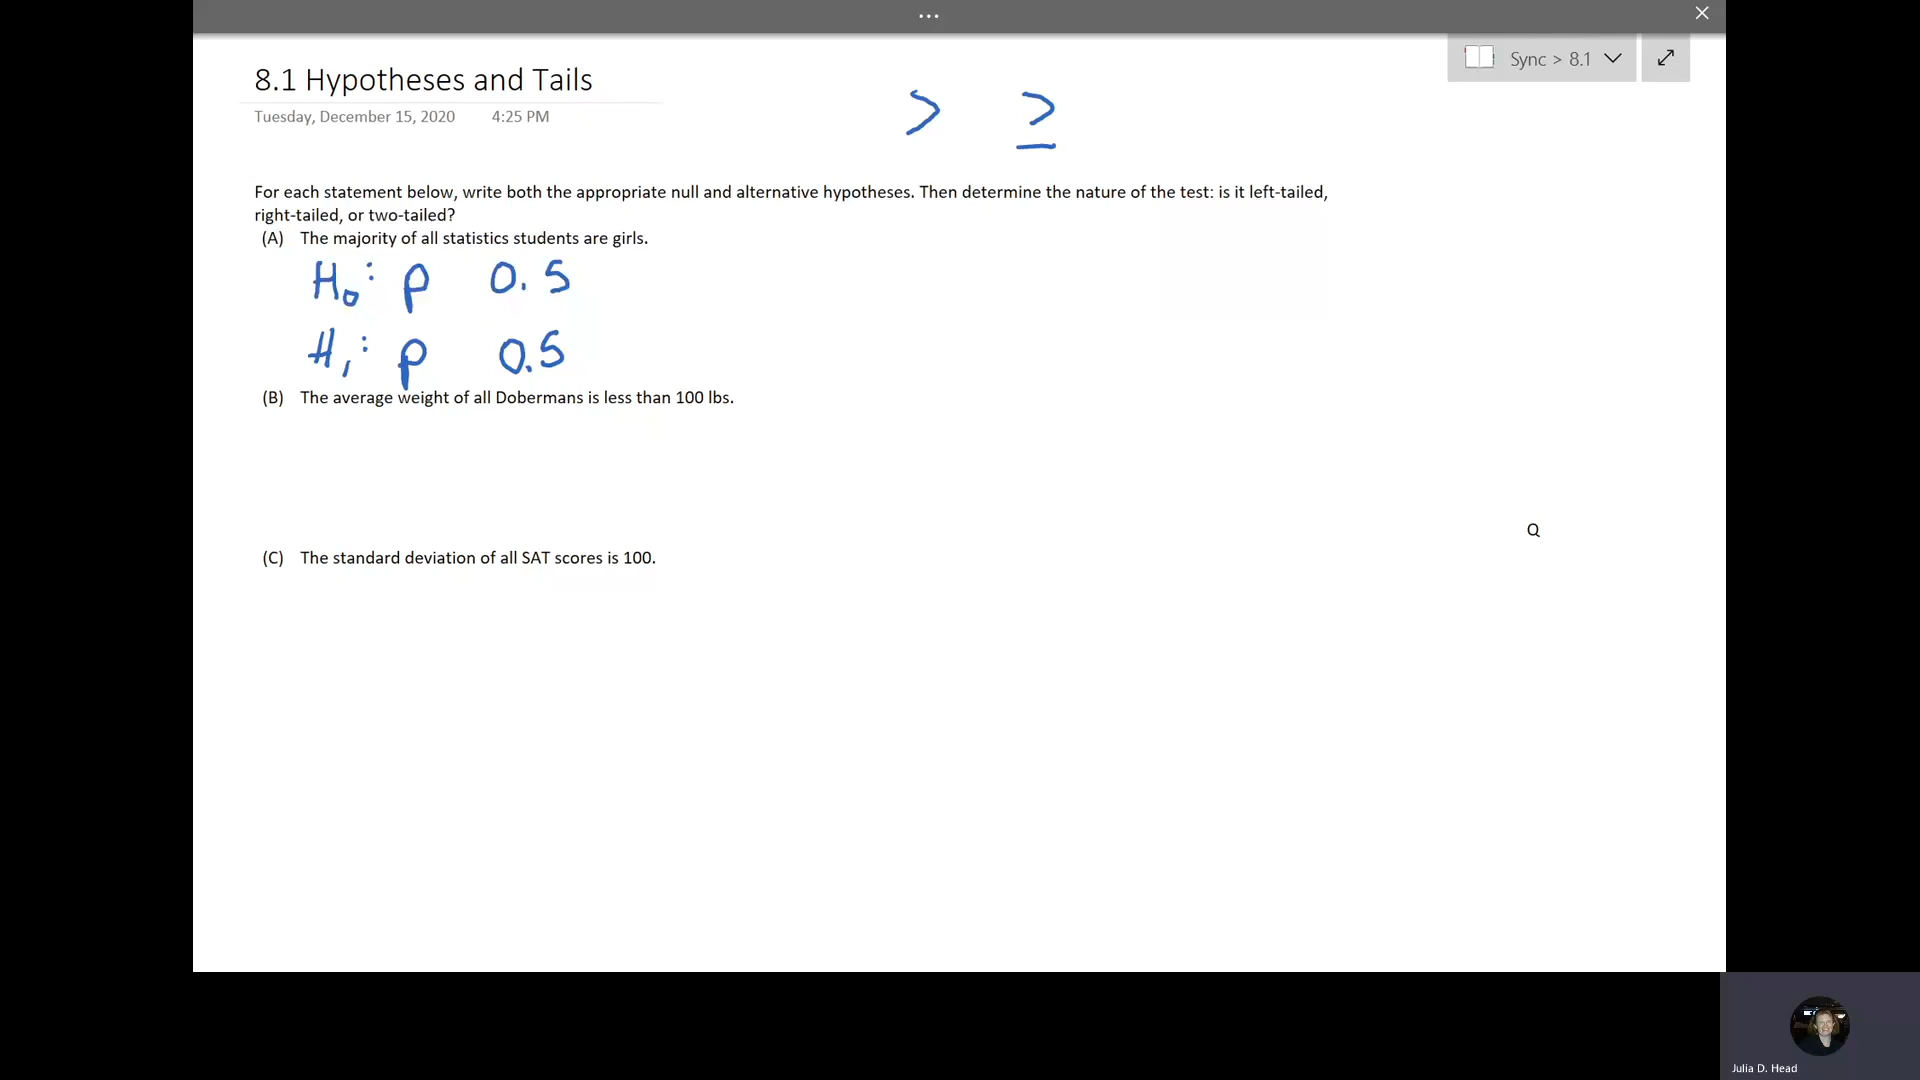 ...
Sync > 8.1
8.1 Hypotheses and Tails
Tuesday, December 15, 2020 4:25 PM
> ≥
For each statement below, write both the appropriate null and alternative hypotheses. Then determine the nature of the test: is it left-tailed,
right-tailed, or two-tailed?
(A) The majority of all statistics students are girls.
H₀: p 0.5
H₁: p 0.5
(B) The average weight of all Dobermans is less than 100 lbs.
Q
(C) The standard deviation of all SAT scores is 100.
Julia D. Head